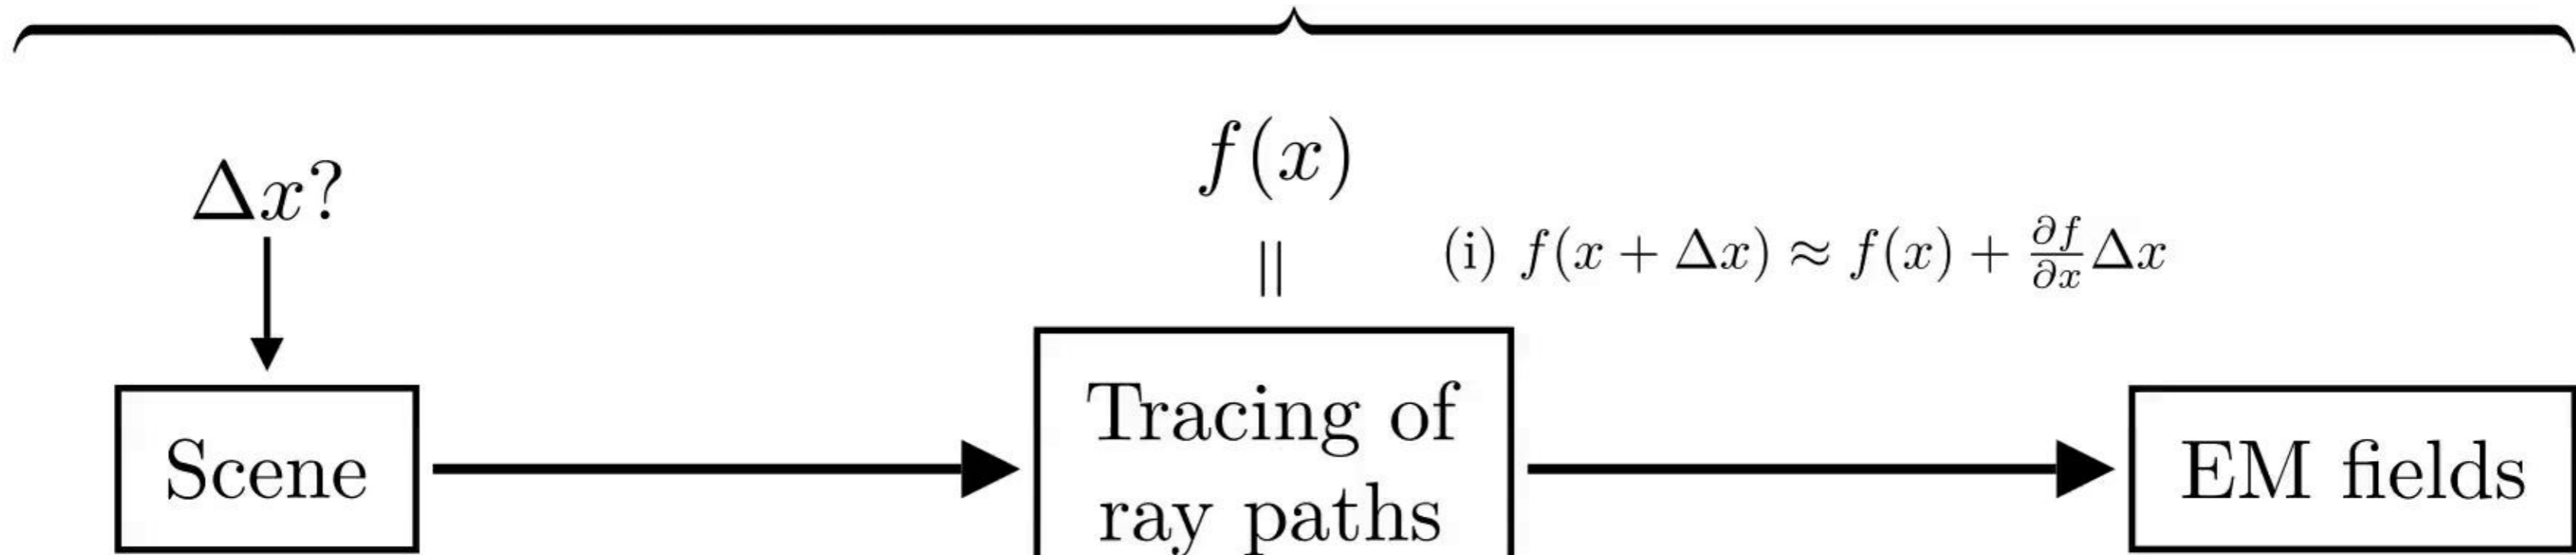 f(x)
Δx?
|| (i) f(x + Δx) ≈ f(x) + ∂f/∂x Δx
Tracing of
Scene
EM fields
ray paths